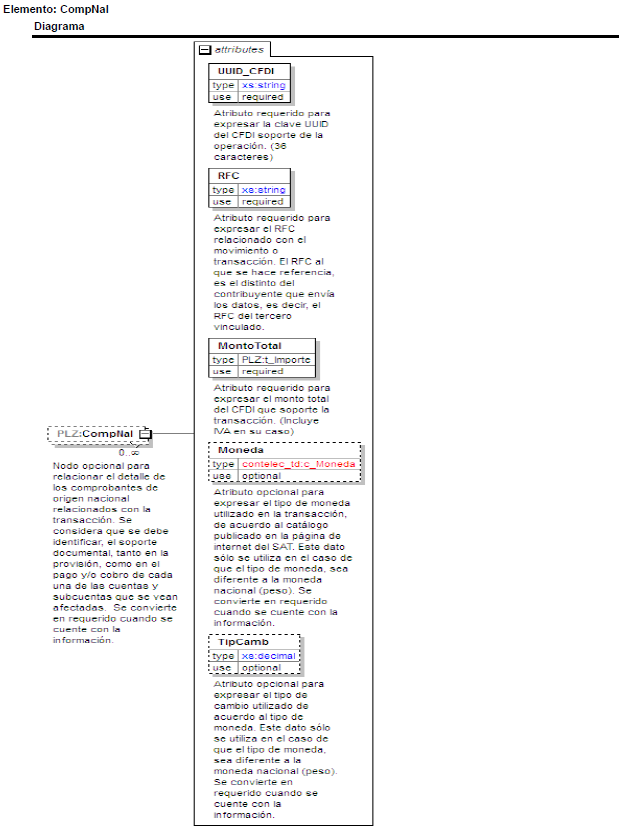 Elemento: CompNal
Diagrama
attributes
UUID_CFDI
type xs:string
use required
Atributo requerido para
expresar la clave UUID
del CFDI soporte de la
operación. (36
caracteres)
RFC
type xs:string
use required
Atributo requerido para
expresar el RFC
relacionado con el
movimiento o
transacción. El RFC al
que se hace referencia,
es el distinto del
contribuyente que envía
los datos, es decir, el
RFC del tercero
vinculado.
MontoTotal
type PLZ:t_Importe
use required
Atributo requerido para
expresar el monto total
del CFDI que soporte la
transacción. (Incluye
IVA en su caso)
Moneda
type contelec_td:c_Moneda
use optional
Atributo opcional para
expresar el tipo de moneda
utilizado en la transacción,
de acuerdo al catálogo
publicado en la página de
internet del SAT. Este dato
sólo se utiliza en el caso de
que el tipo de moneda, sea
diferente a la moneda
nacional (peso). Se
convierte en requerido
cuando se cuente con la
información.
TipCamb
type xs:decimal
use optional
Atributo opcional para
expresar el tipo de
cambio utilizado de
acuerdo al tipo de
moneda. Este dato sólo
se utiliza en el caso de
que el tipo de moneda,
sea diferente a la
moneda nacional (peso).
Se convierte en
requerido cuando se
cuente con la
información.
PLZ:CompNal
0..∞
Nodo opcional para
relacionar el detalle de
los comprobantes de
origen nacional
relacionados con la
transacción. Se
considera que se debe
identificar, el soporte
documental, tanto en la
provisión, como en el
pago y/o cobro de cada
una de las cuentas y
subcuentas que se vean
afectadas. Se convierte
en requerido cuando se
cuente con la
información.